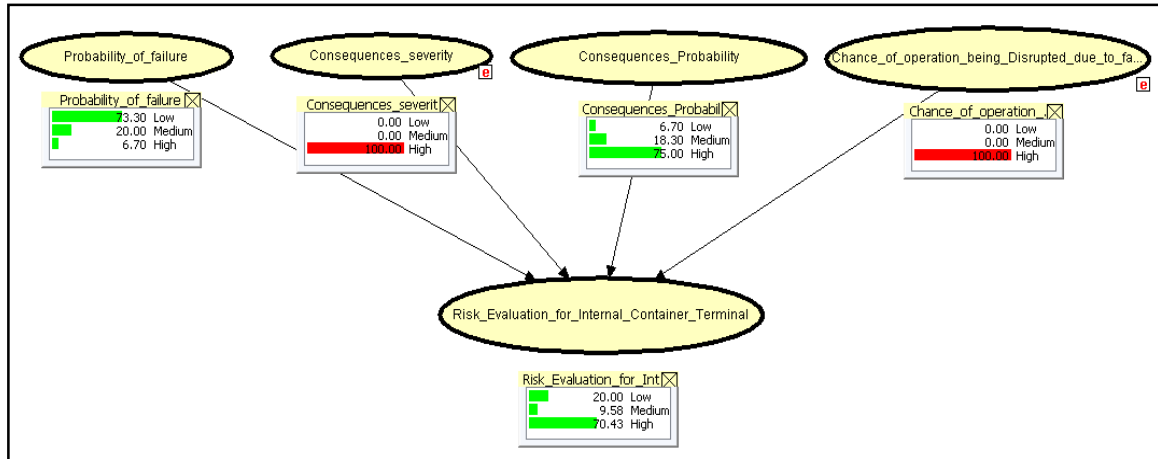 Probability_of_failure
Consequences_severity
e
Consequences_Probability
Chance_of_operation_being_Disrupted_due_to_fa...
e
Probability_of_failure
73.30 Low
20.00 Medium
6.70 High
Consequences_severit
0.00 Low
0.00 Medium
100.00 High
Consequences_Probabil
6.70 Low
18.30 Medium
75.00 High
Chance_of_operation_.
0.00 Low
0.00 Medium
100.00 High
Risk_Evaluation_for_Internal_Container_Terminal
Risk_Evaluation_for_Int
20.00 Low
9.58 Medium
70.43 High